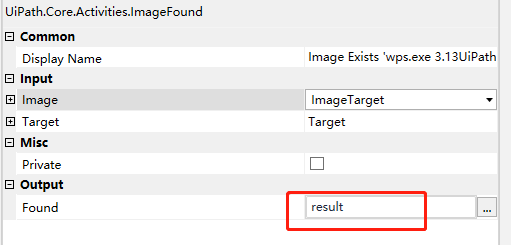 UiPath.Core.Activities.ImageFound
Common
Display Name Image Exists 'wps.exe 3.13UiPath
Input
Image ImageTarget
Target Target
Misc
Private
Output
Found result ...